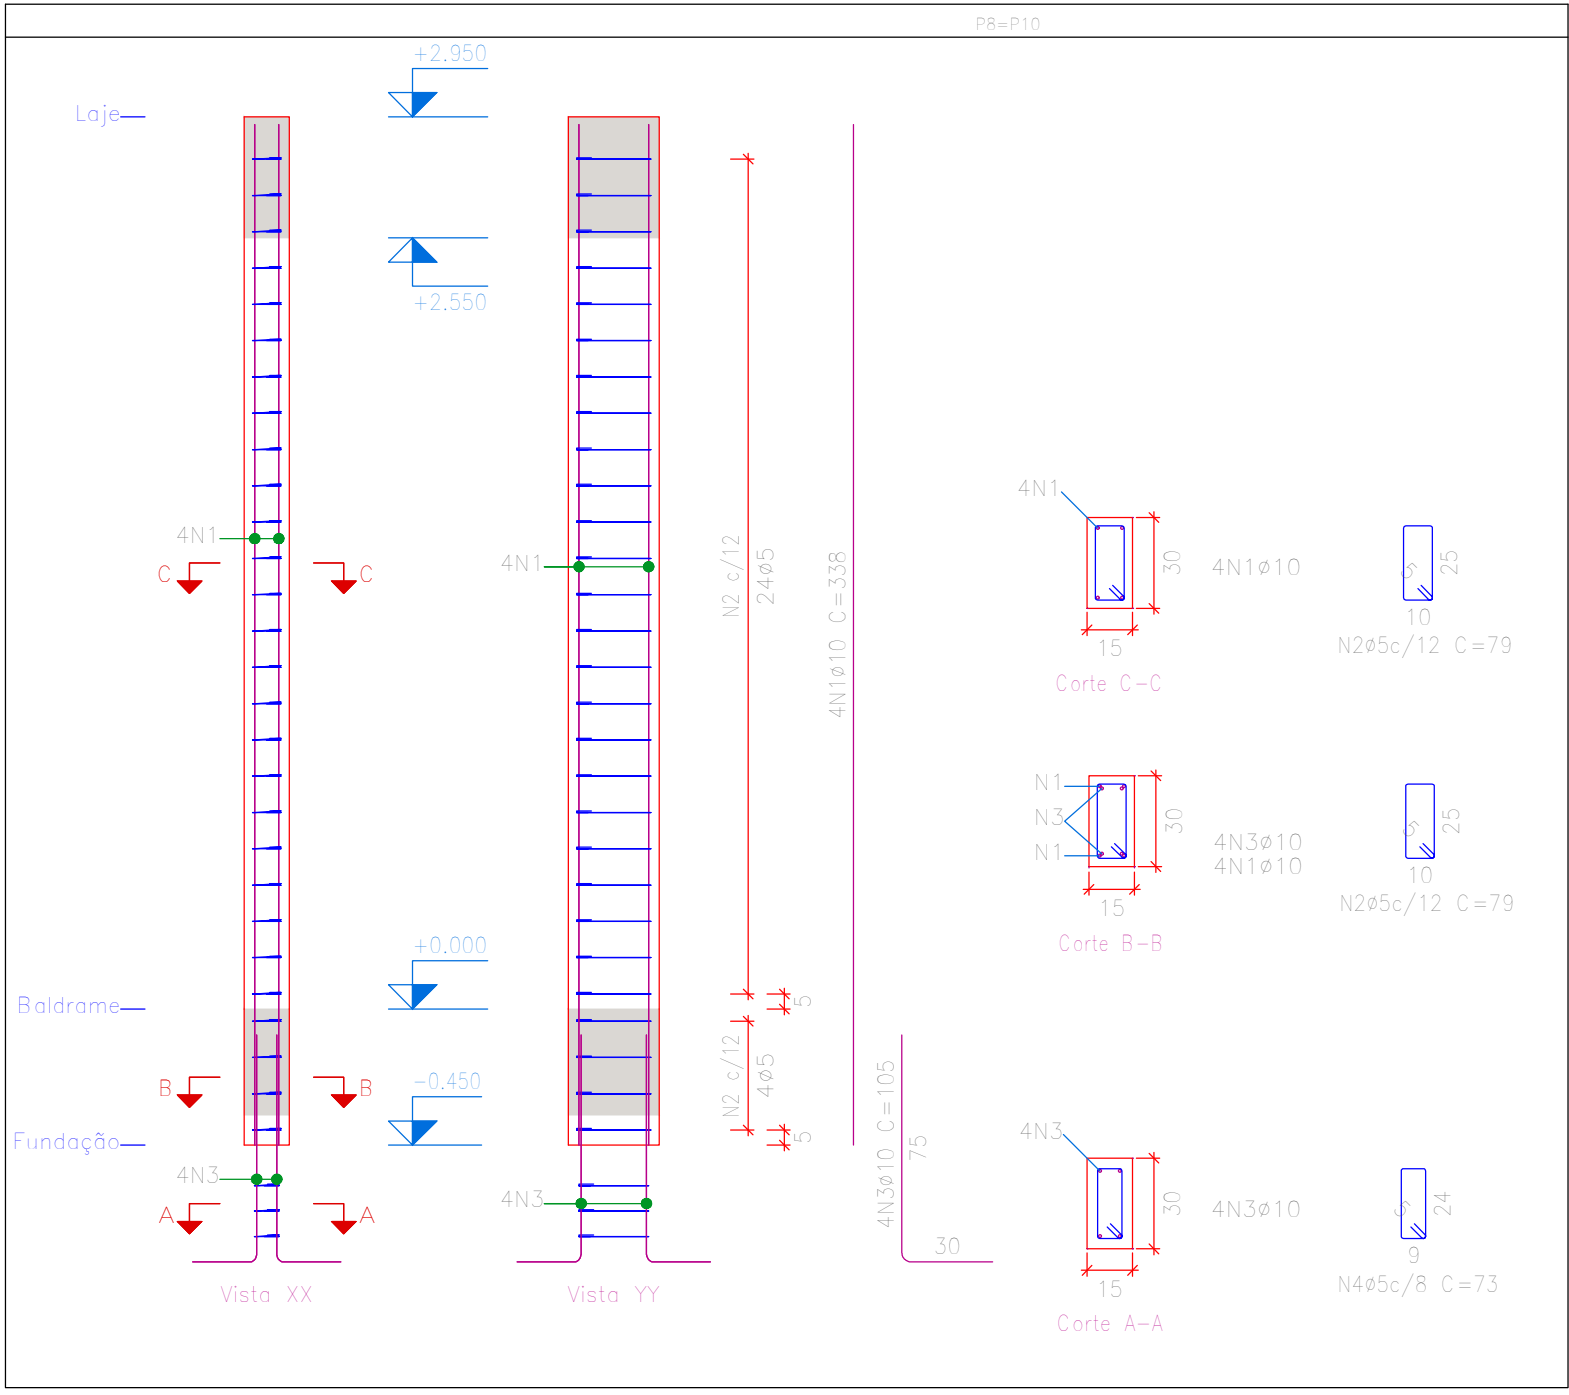 P8=P10
+2.950
Laje
+2.550
4N1
C C
4N1
N2 c/12
24ø5
4N1ø10 C=338
4N1
30
15
4N1ø10
Corte C-C
5
25
10
N2ø5c/12 C=79
N1
N3
N1
30
15
4N3ø10
4N1ø10
Corte B-B
5
25
10
N2ø5c/12 C=79
+0.000
Baldrame
5
N2 c/12
4ø5
B B
-0.450
Fundação
5
4N3ø10 C=105
75
30
4N3
A A
4N3
Vista XX
Vista YY
4N3
30
15
4N3ø10
Corte A-A
5
24
9
N4ø5c/8 C=73